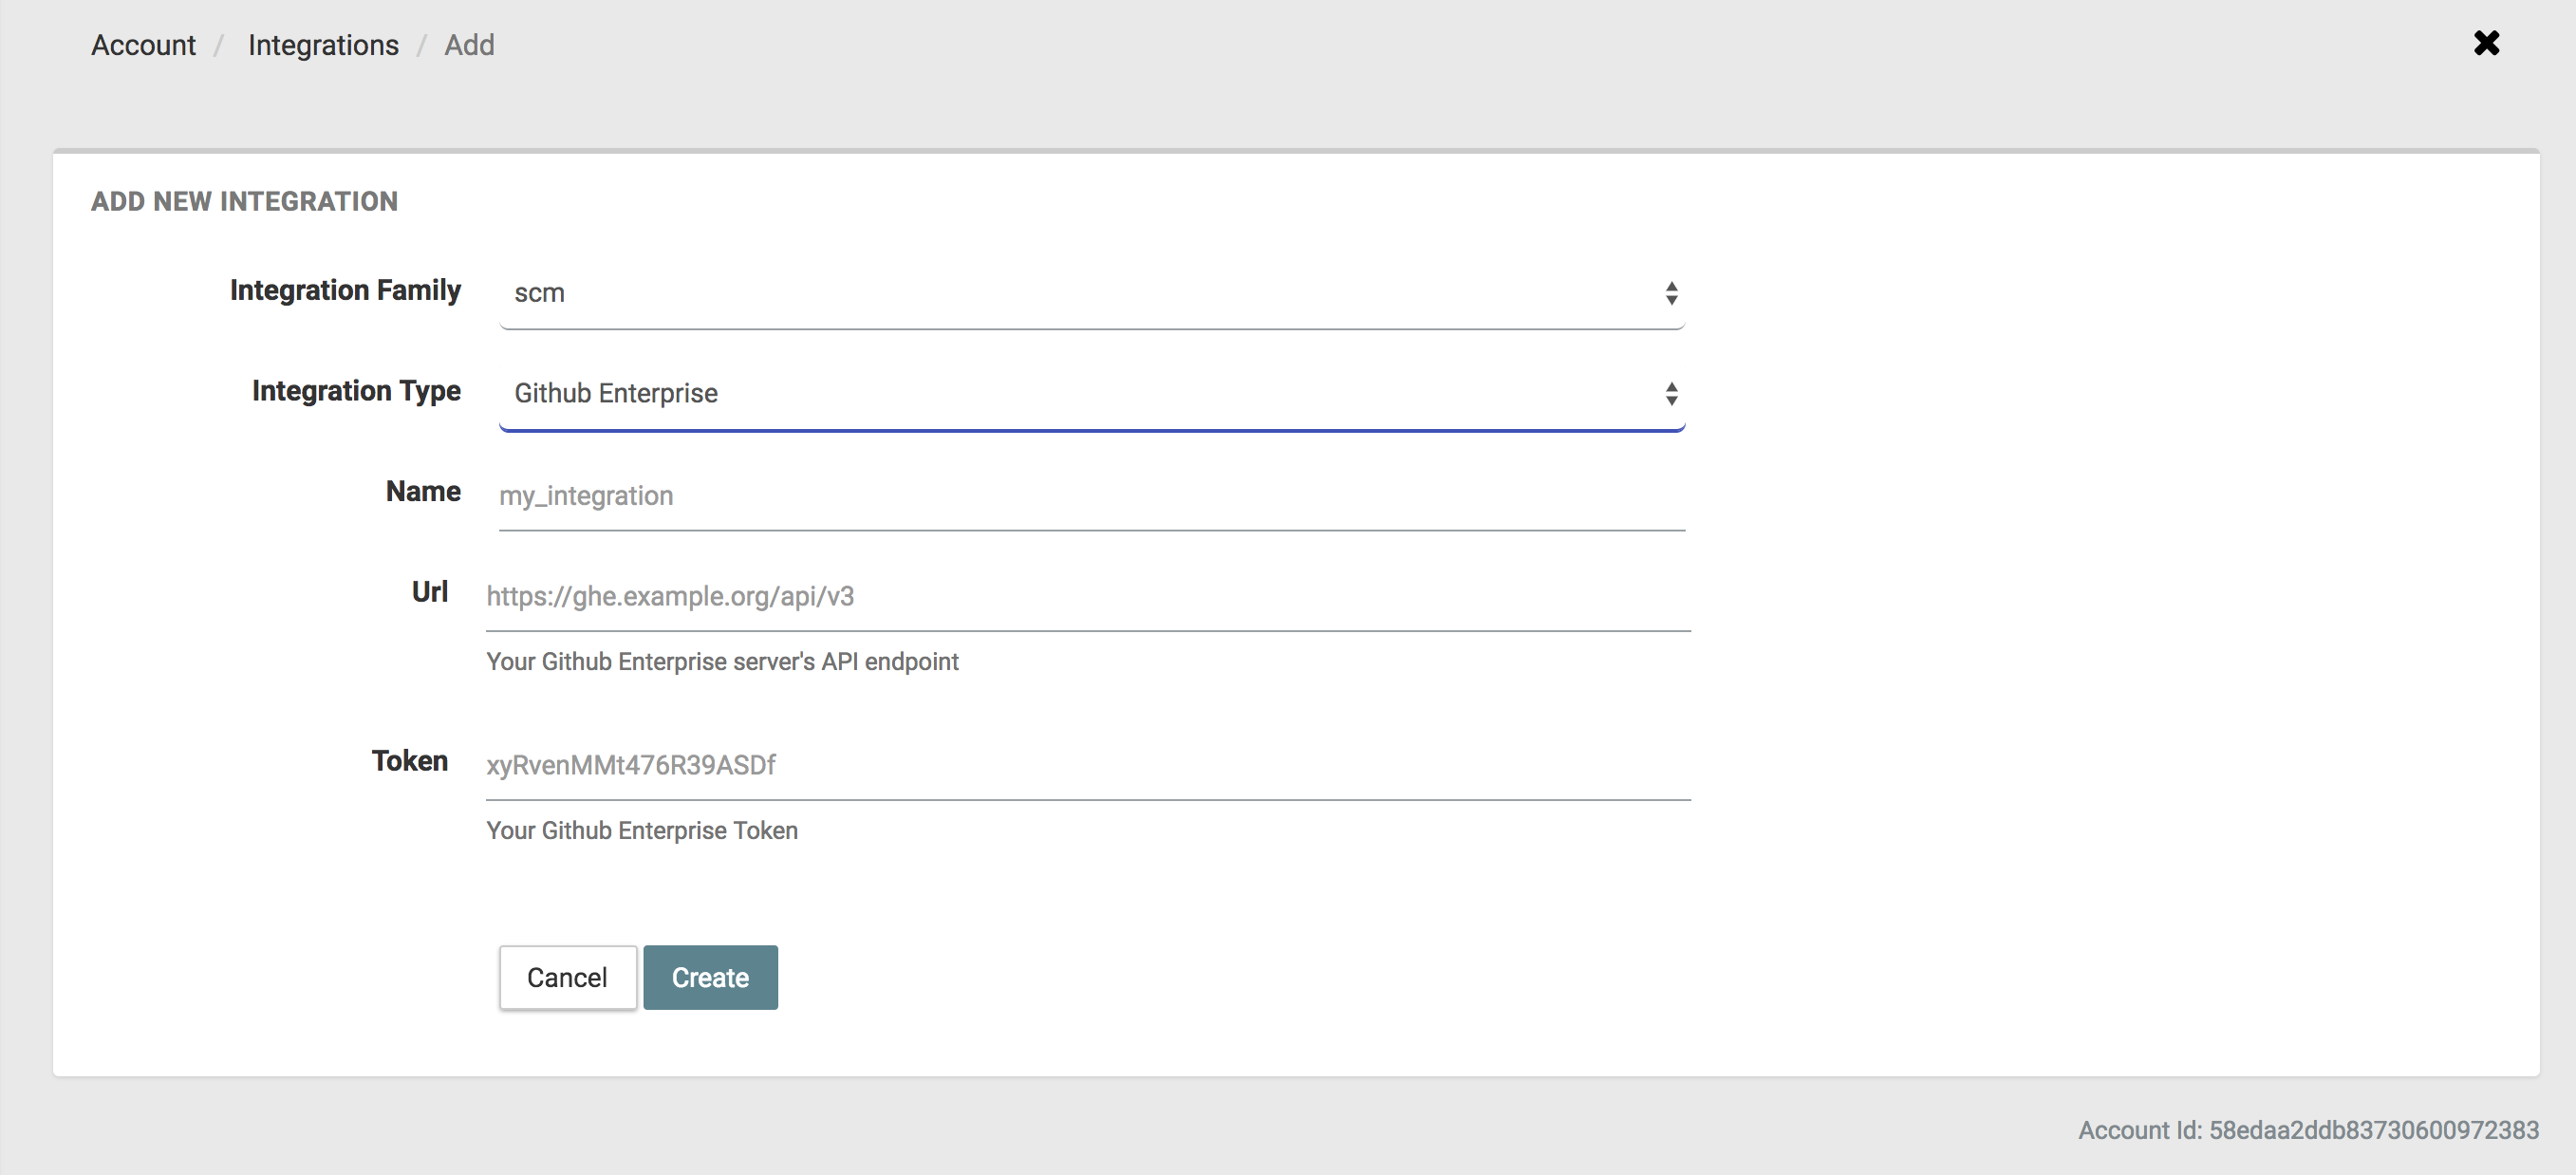 Account / Integrations / Add
ADD NEW INTEGRATION
Integration Family scm
Integration Type Github Enterprise
Name my_integration
Url https://ghe.example.org/api/v3
Your Github Enterprise server's API endpoint
Token xyRvenMMt476R39ASDf
Your Github Enterprise Token
Cancel Create
Account Id: 58edaa2ddb83730600972383